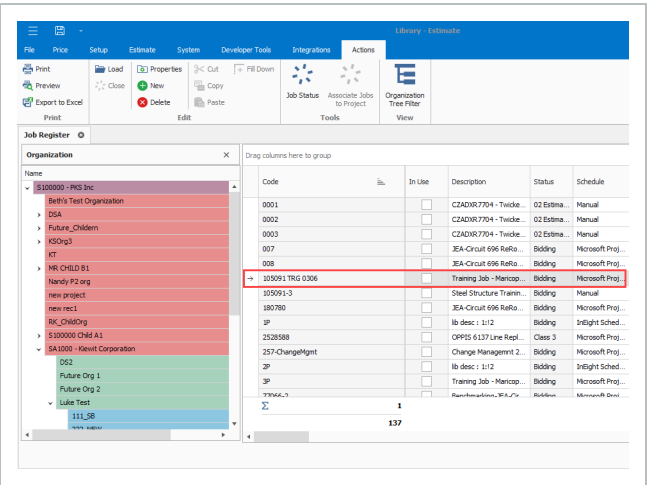 Library - Estimate
File Price Setup Estimate System Developer Tools Integrations Actions
Print Load Properties Cut Fill Down
Preview Close New Copy
Export to Excel Delete Paste
Job Status Associate Jobs to Project Organization Tree Filter
Print Edit Tools View
Job Register
Organization
Drag columns here to group
Name
Code In Use Description Status Schedule
S100000 - PKS Inc
Beth's Test Organization
DSA
Future_Childern
KSOrg3
KT
MR CHILD B1
Nandy P2 org
new project
new rec1
RK_ChildOrg
S100000 Child A1
SA1000 - Kiewit Corporation
DS2
Future Org 1
Future Org 2
Luke Test
111_SB
0001 CZADXR7704 - Twicke... 02 Estima... Manual
0002 CZADXR7704 - Twicke... 02 Estima... Manual
0003 CZADXR7704 - Twicke... 02 Estima... Manual
007 JEA-Circuit 696 ReRo... Bidding Microsoft Proj...
008 JEA-Circuit 696 ReRo... Bidding Microsoft Proj...
105091 TRG 0306 Training Job - Maricop... Bidding Microsoft Proj...
105091-3 Steel Structure Trainin... Bidding Manual
180780 JEA-Circuit 696 ReRo... Bidding Microsoft Proj...
1P lib desc : 1:!2 Bidding InEight Sched...
2528588 OPPIS 6137 Line Repl... Class 3 Microsoft Proj...
257-ChangeMgmt Change Managemnt 2... Bidding Microsoft Proj...
2P lib desc : 1:!2 Bidding InEight Sched...
3P Training Job - Maricop... Bidding Microsoft Proj...
Σ 1
137